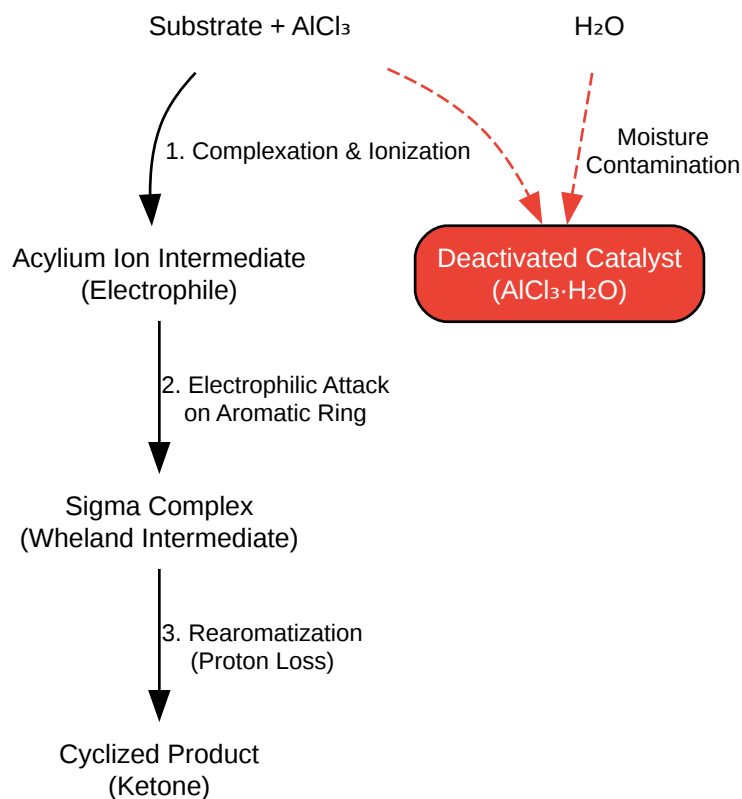 Substrate + AlCl₃
H₂O
1. Complexation & Ionization
Moisture
Contamination
Acylium Ion Intermediate
(Electrophile)
Deactivated Catalyst
(AlCl₃·H₂O)
2. Electrophilic Attack
on Aromatic Ring
Sigma Complex
(Wheland Intermediate)
3. Rearomatization
(Proton Loss)
Cyclized Product
(Ketone)